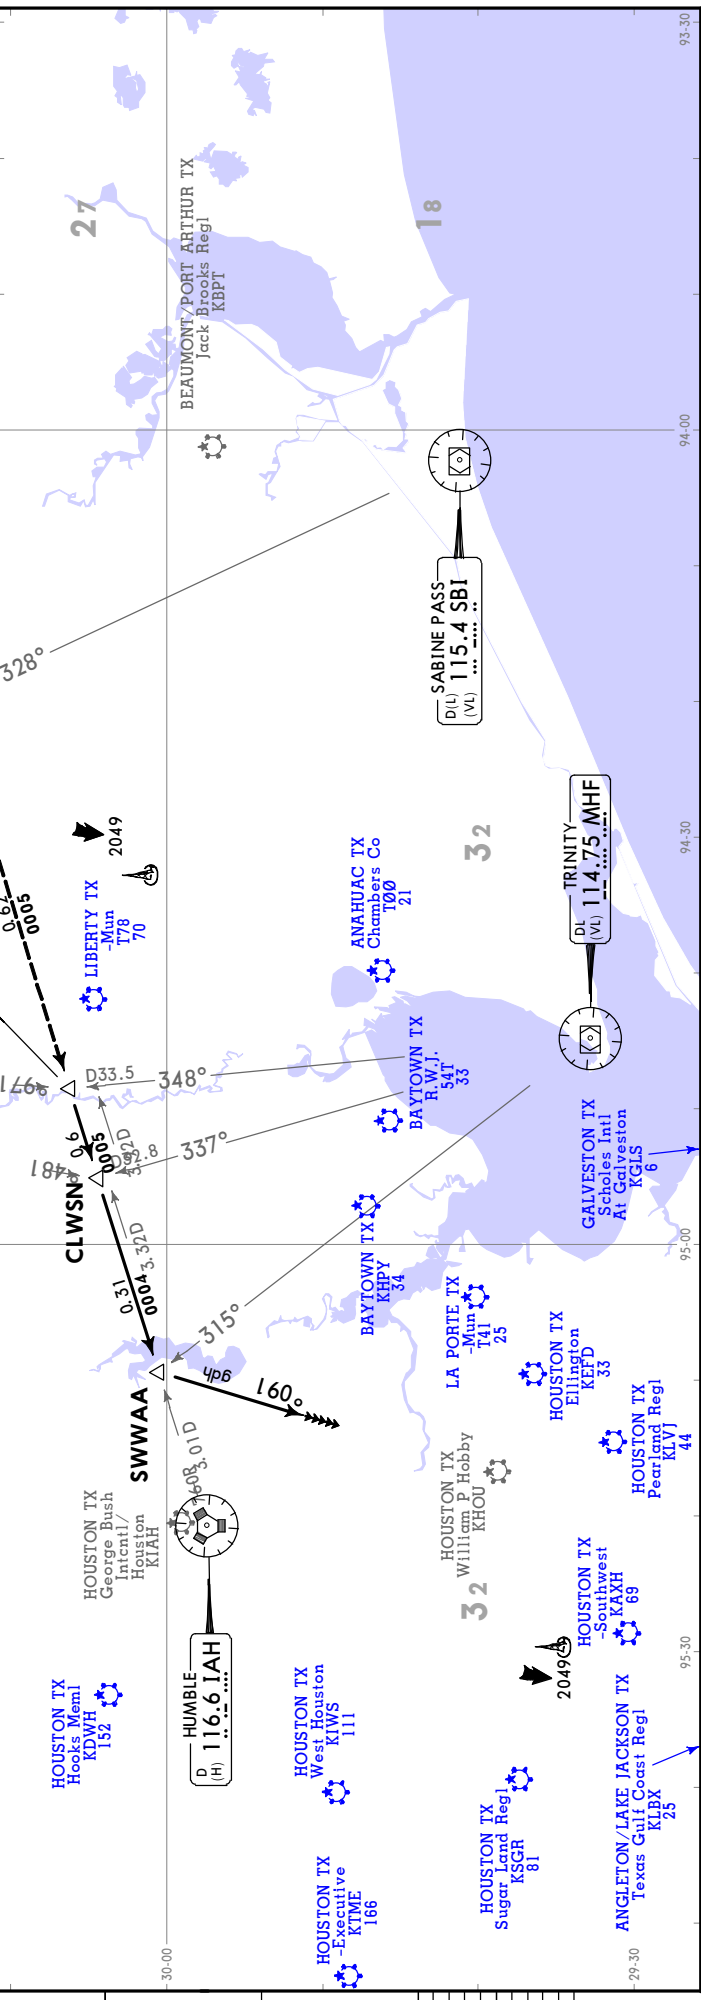 93-30
27
18
BEAUMONT/PORT ARTHUR TX
Jack Brooks Regl
KBPT
94-00
SABINE PASS
D(L) 115.4 SBI
(VL)
328°
2049
LIBERTY TX
-Mun
T78
70
0005
32
94-30
TRINITY
DL 114.75 MHF
(VL)
ANAHUAC TX
Chambers Co
TØØ
21
D33.5
348°
BAYTOWN TX
R.W.J.
54T
33
337°
0005
0.6
CLWSN
GALVESTON TX
Scholes Intl
At Galveston
KGLS
6
95-00
BAYTOWN TX
KHPY
34
3.32D
0.31
0004
315°
LA PORTE TX
-Mun
T41
25
SWWAA
gdh
091°
HOUSTON TX
Ellington
KEFD
33
HOUSTON TX
Pearland Regl
KLVJ
44
3.01D
HOUSTON TX
George Bush
Intcntl/
Houston
KIAH
HOUSTON TX
William P Hobby
KHOU
32
HOUSTON TX
-Southwest
KAXH
69
HUMBLE
D 116.6 IAH
(H)
2049
95-30
HOUSTON TX
Hooks Meml
KDWH
152
HOUSTON TX
West Houston
KIWS
111
HOUSTON TX
Sugar Land Regl
KSGR
81
ANGLETON/LAKE JACKSON TX
Texas Gulf Coast Regl
KLBX
25
HOUSTON TX
-Executive
KTME
166
30-00
29-30